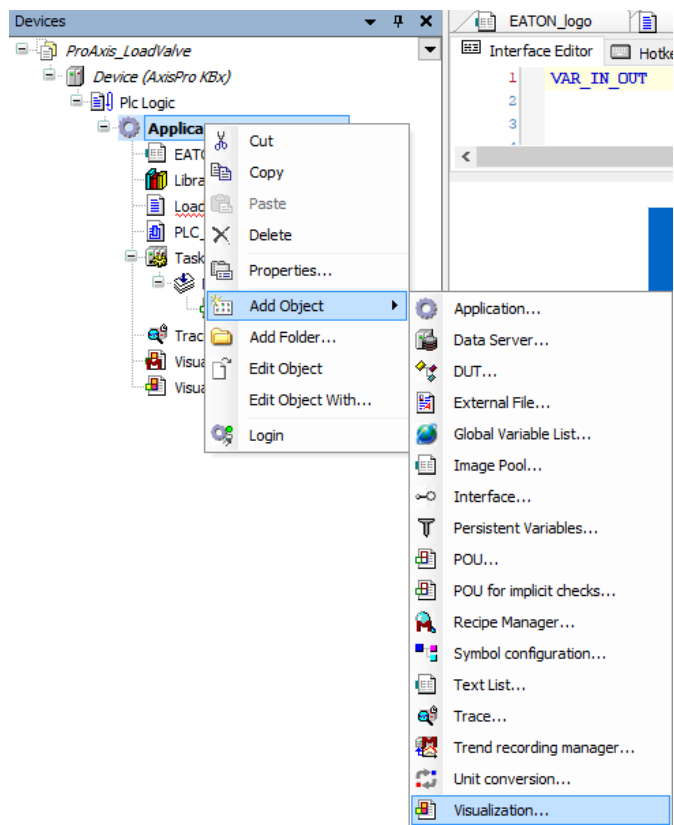 Devices
ProAxis_LoadValve
Device (AxisPro KBx)
Plc Logic
Applica
EAT
Libra
Load
PLC_
Task
Trac
Visua
Visua
Cut
Copy
Paste
Delete
Properties...
Add Object
Add Folder...
Edit Object
Edit Object With...
Login
EATON_logo
Interface Editor
Hotke
1 VAR_IN_OUT
2
3
Application...
Data Server...
DUT...
External File...
Global Variable List...
Image Pool...
Interface...
Persistent Variables...
POU...
POU for implicit checks...
Recipe Manager...
Symbol configuration...
Text List...
Trace...
Trend recording manager...
Unit conversion...
Visualization...